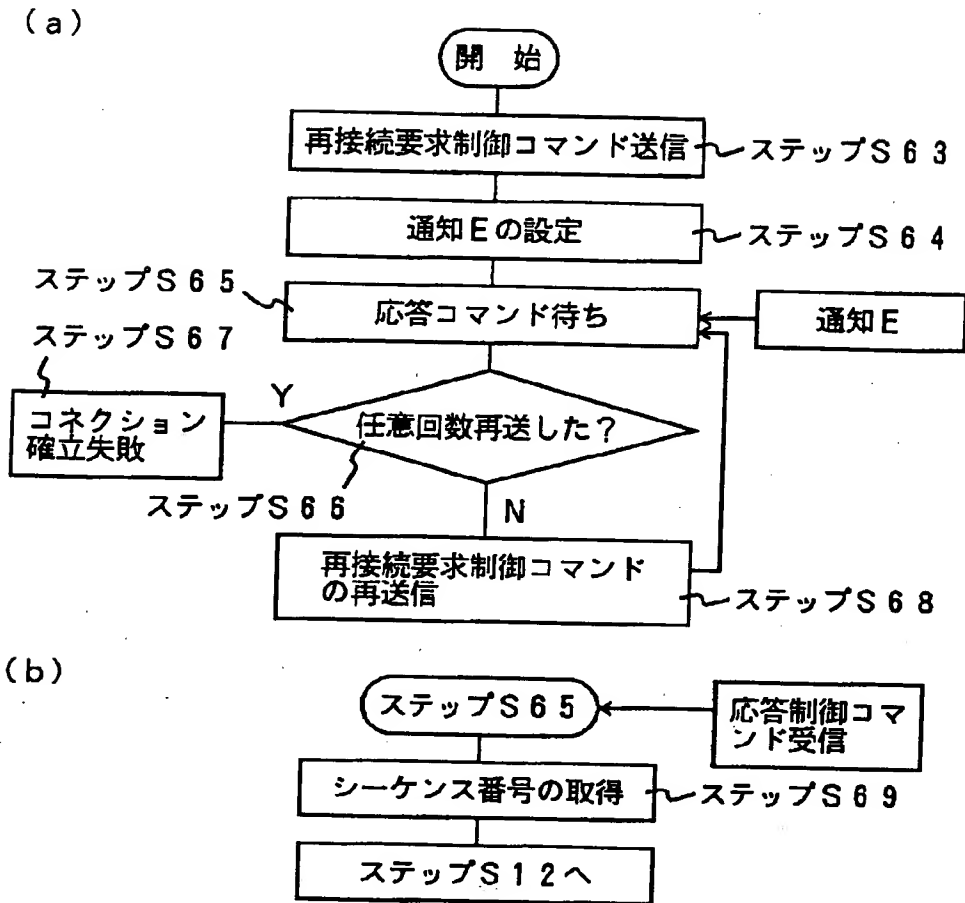 (a)
開 始
再接続要求制御コマンド送信
ステップS63
通知Eの設定
ステップS64
ステップS65
応答コマンド待ち
通知E
ステップS67
コネクション
確立失敗
Y
任意回数再送した?
ステップS66
N
再接続要求制御コマンド
の再送信
ステップS68
(b)
ステップS65
応答制御コマ
ンド受信
シーケンス番号の取得
ステップS69
ステップS12へ